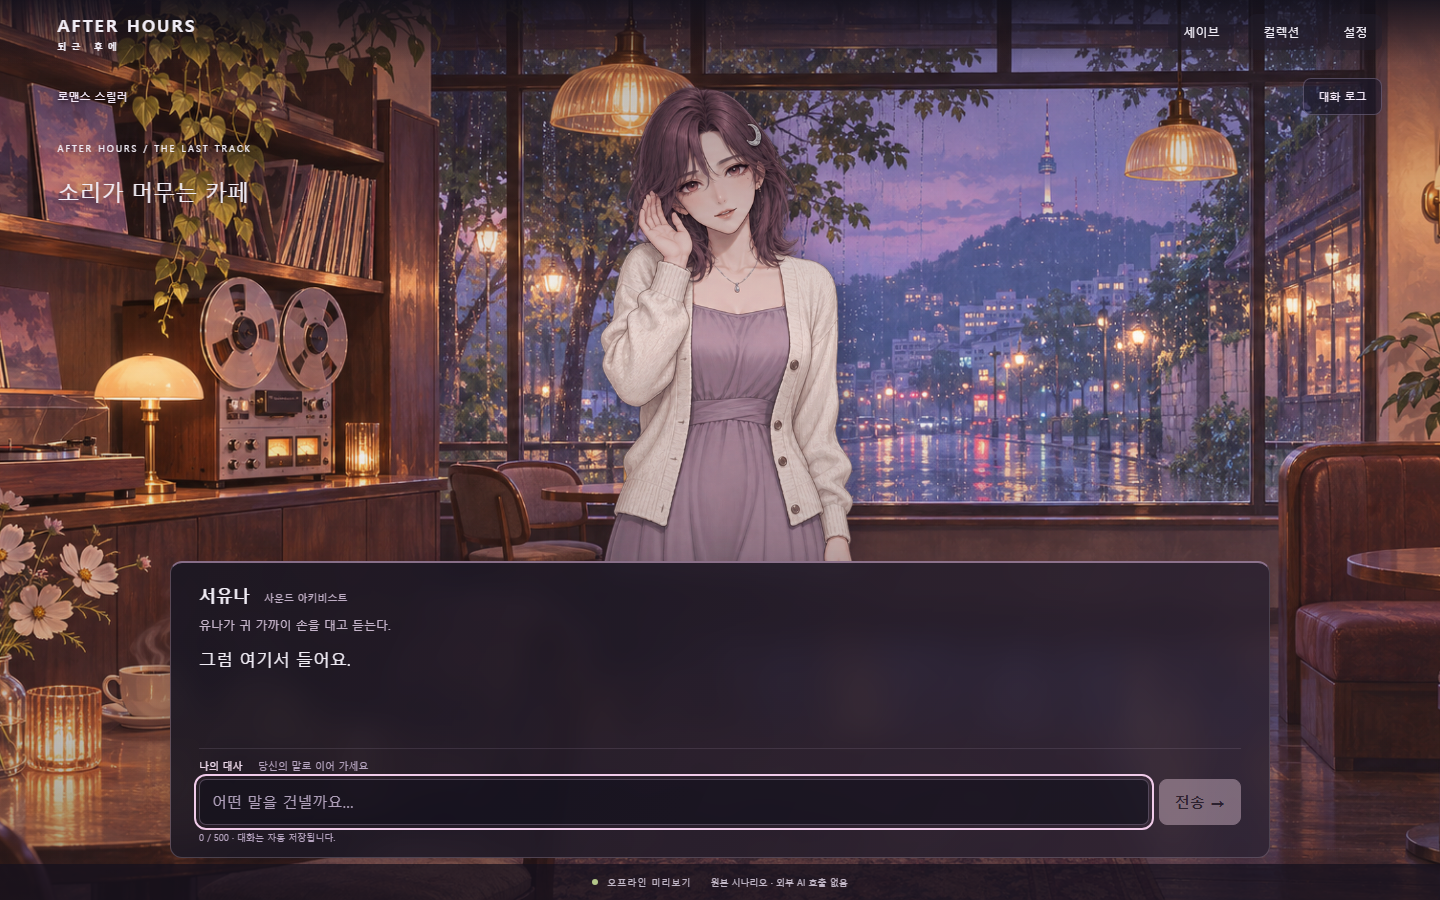 AFTER HOURS
퇴근 후에
세이브 컬렉션 설정
로맨스 스릴러
대화 로그
AFTER HOURS / THE LAST TRACK
소리가 머무는 카페
서유나 사운드 아키비스트
유나가 귀 가까이 손을 대고 듣는다.
그럼 여기서 들어요.
나의 대사 당신의 말로 이어 가세요
어떤 말을 건넬까요...
전송 →
0 / 500 · 대화는 자동 저장됩니다.
오프라인 미리보기 원본 시나리오 · 외부 AI 호출 없음